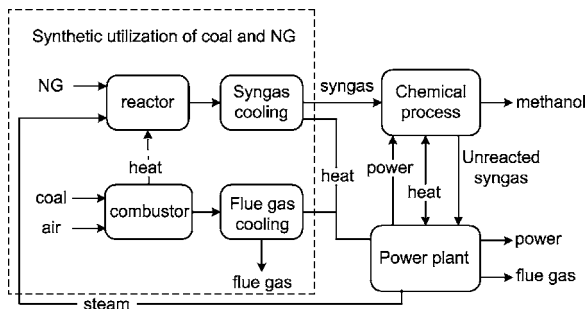 Synthetic utilization of coal and NG
NG
reactor
Syngas
cooling
syngas
Chemical
process
methanol
heat
heat
power
heat
Unreacted
syngas
coal
air
combustor
Flue gas
cooling
Power plant
power
flue gas
flue gas
steam